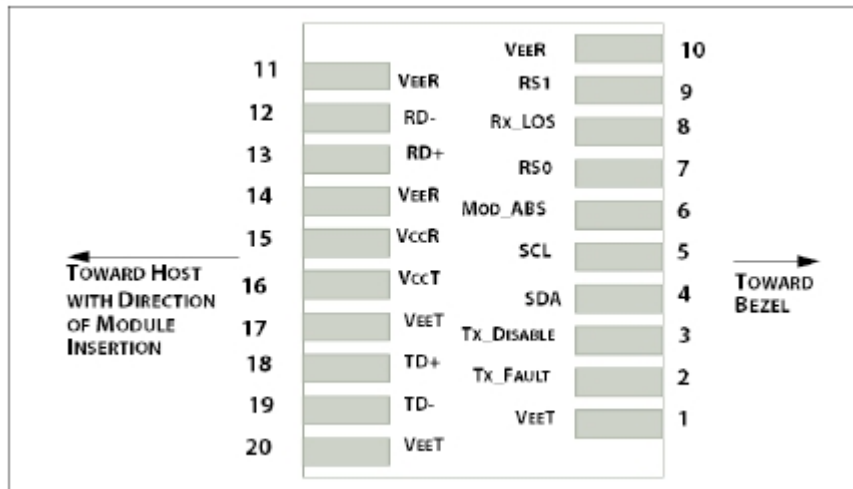 11 VEER
12 RD-
13 RD+
14 VEER
15 VCCR
16 VCCT
17 VEET
18 TD+
19 TD-
20 VEET
VEER 10
RS1 9
RX_LOS 8
RS0 7
MOD_ABS 6
SCL 5
SDA 4
TX_DISABLE 3
TX_FAULT 2
VEET 1
TOWARD HOST
WITH DIRECTION
OF MODULE
INSERTION
TOWARD
BEZEL